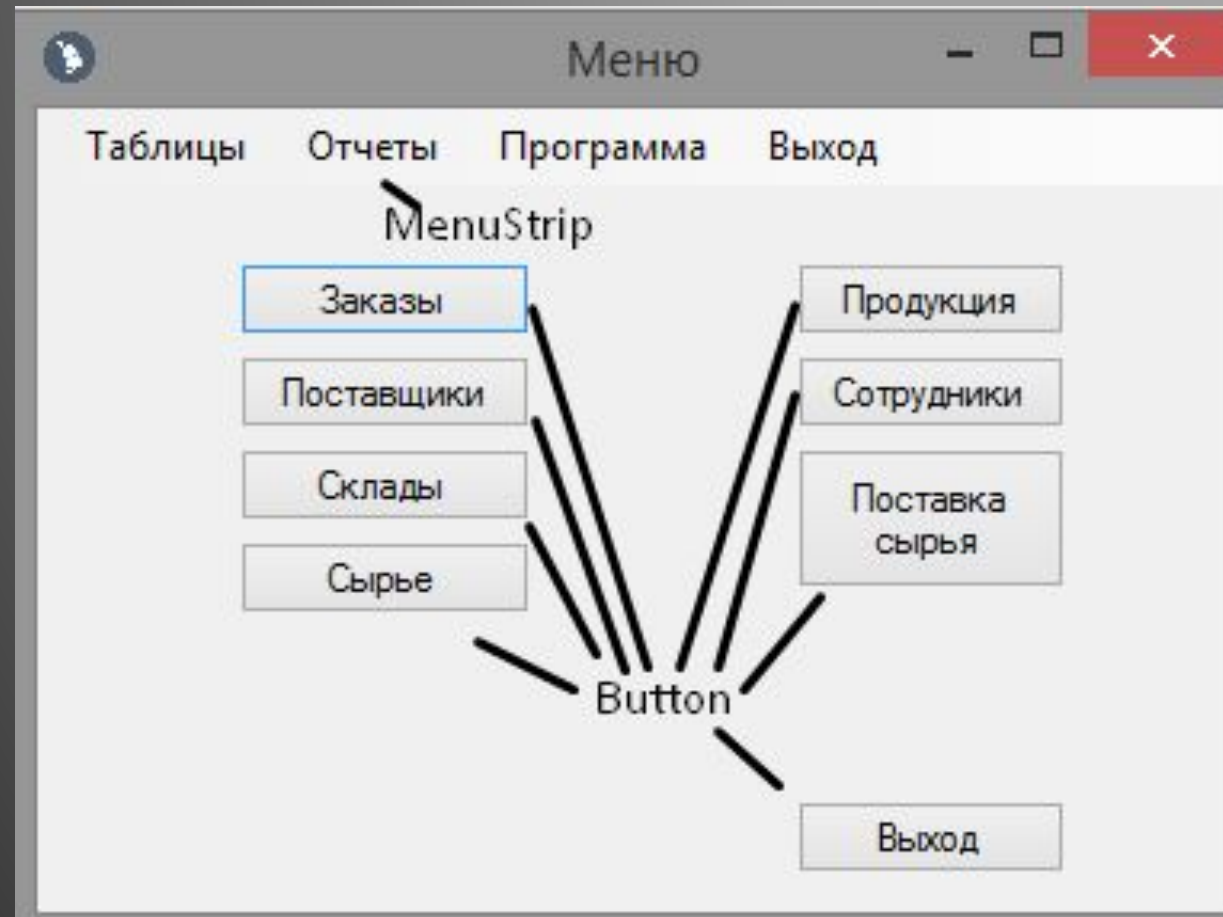 Меню
Таблицы Отчеты Программа Выход
MenuStrip
Заказы Продукция
Поставщики Сотрудники
Склады
Поставка
сырья
Сырье
Button
Выход